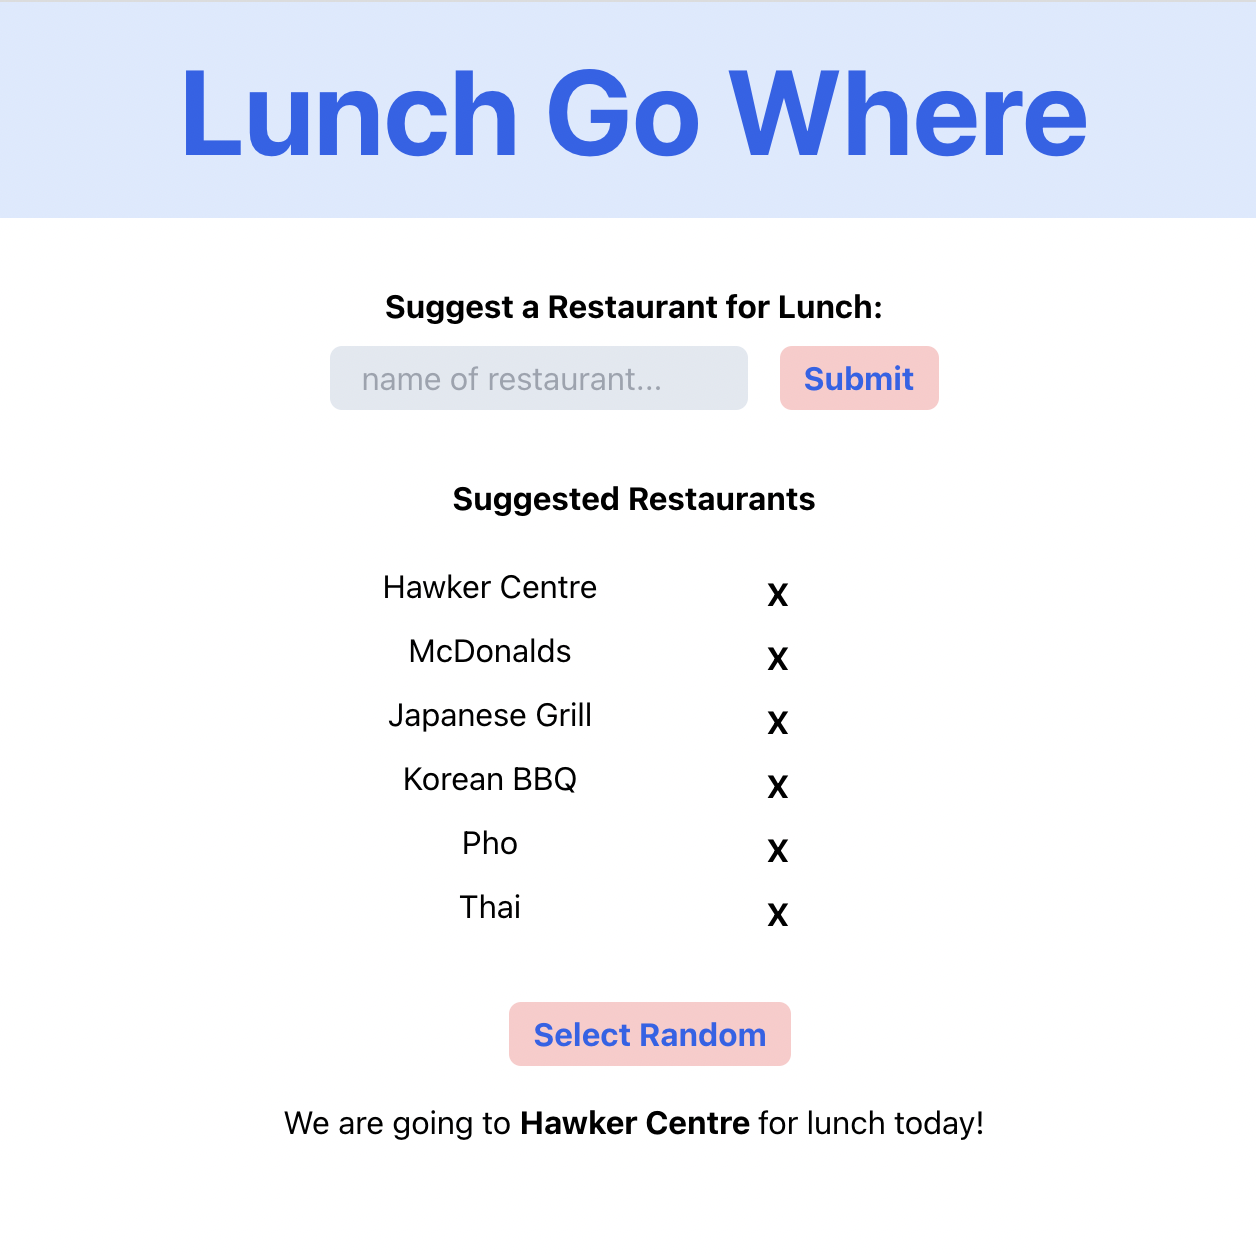 Lunch Go Where
Suggest a Restaurant for Lunch:
name of restaurant... Submit
Suggested Restaurants
Hawker Centre X
McDonalds X
Japanese Grill X
Korean BBQ X
Pho X
Thai X
Select Random
We are going to Hawker Centre for lunch today!